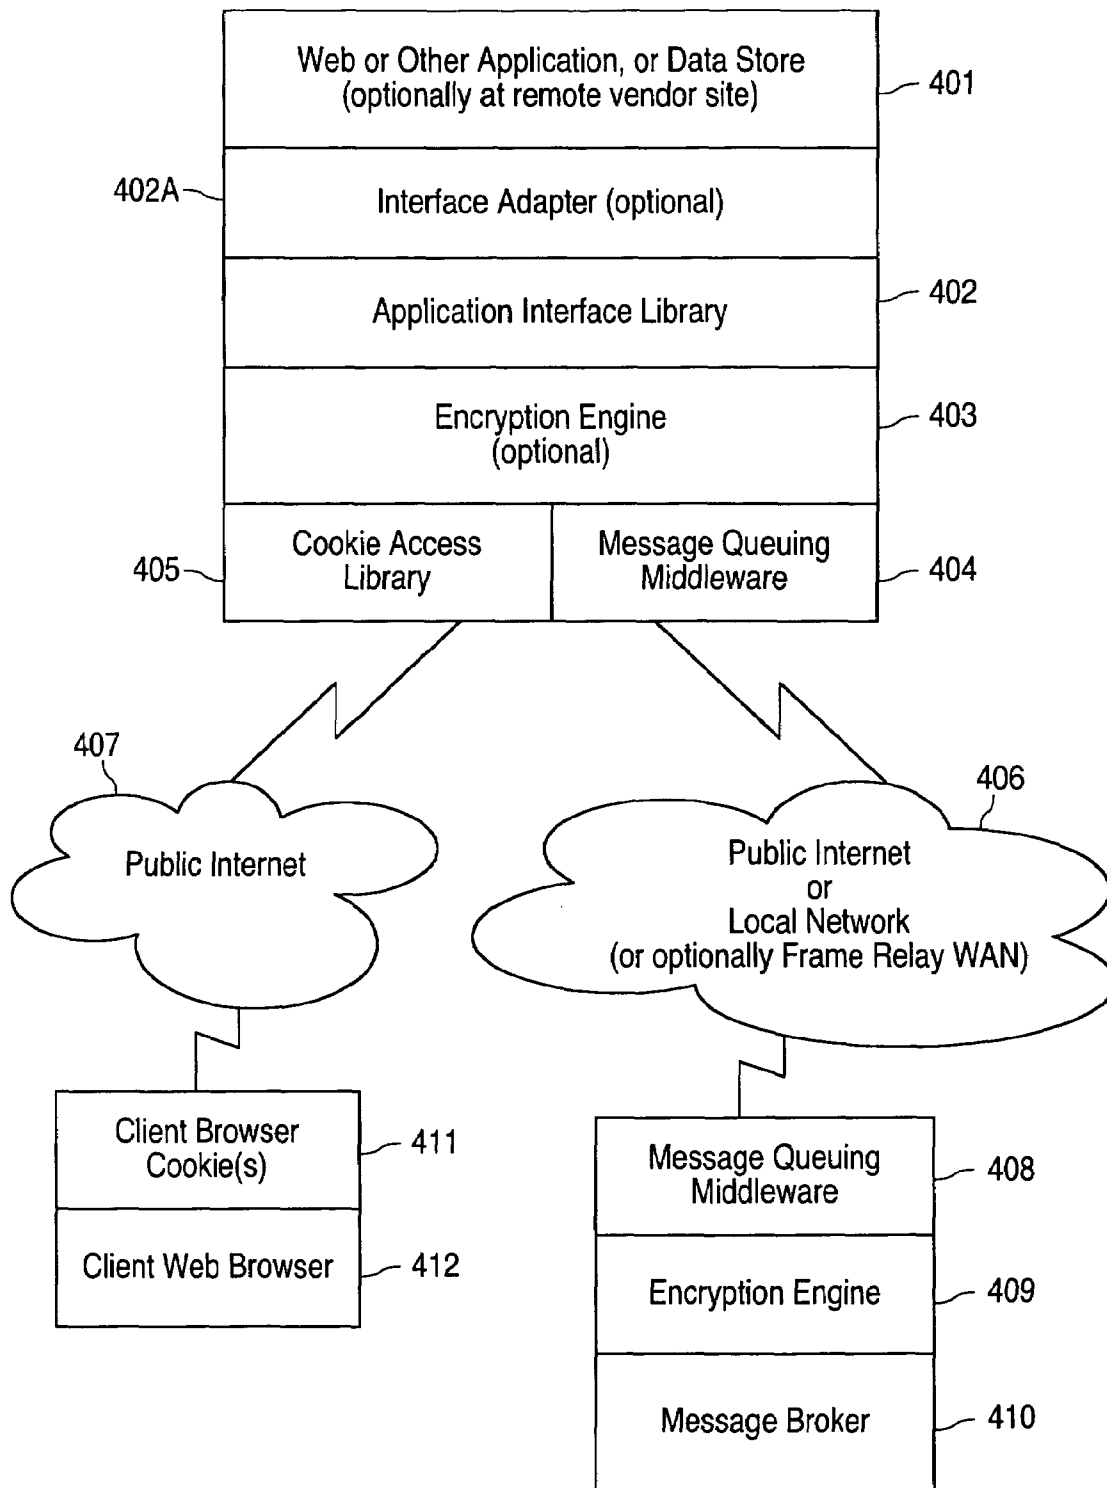 Web or Other Application, or Data Store
(optionally at remote vendor site)
401
402A
Interface Adapter (optional)
Application Interface Library
402
Encryption Engine
(optional)
403
405
Cookie Access
Library
Message Queuing
Middleware
404
407
Public Internet
406
Public Internet
or
Local Network
(or optionally Frame Relay WAN)
Client Browser
Cookie(s)
411
Client Web Browser
412
Message Queuing
Middleware
408
Encryption Engine
409
Message Broker
410